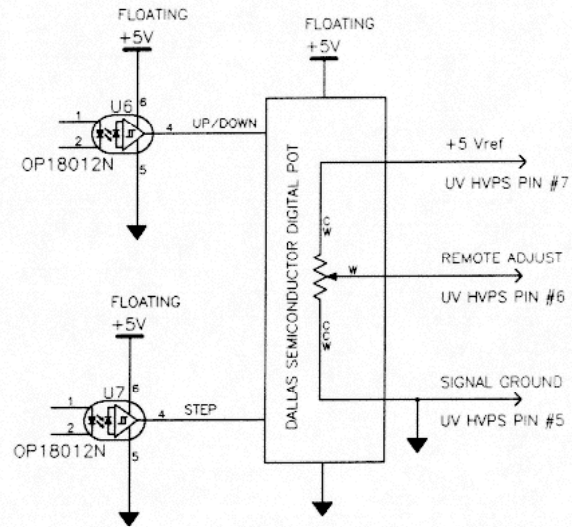 FLOATING
+5V
U6
6
1
2
4
5
UP/DOWN
OP18012N
FLOATING
+5V
DALLAS SEMICONDUCTOR DIGITAL POT
CW
W
CCW
+5 Vref
UV HVPS PIN #7
REMOTE ADJUST
UV HVPS PIN #6
SIGNAL GROUND
UV HVPS PIN #5
FLOATING
+5V
U7
6
1
2
4
5
STEP
OP18012N